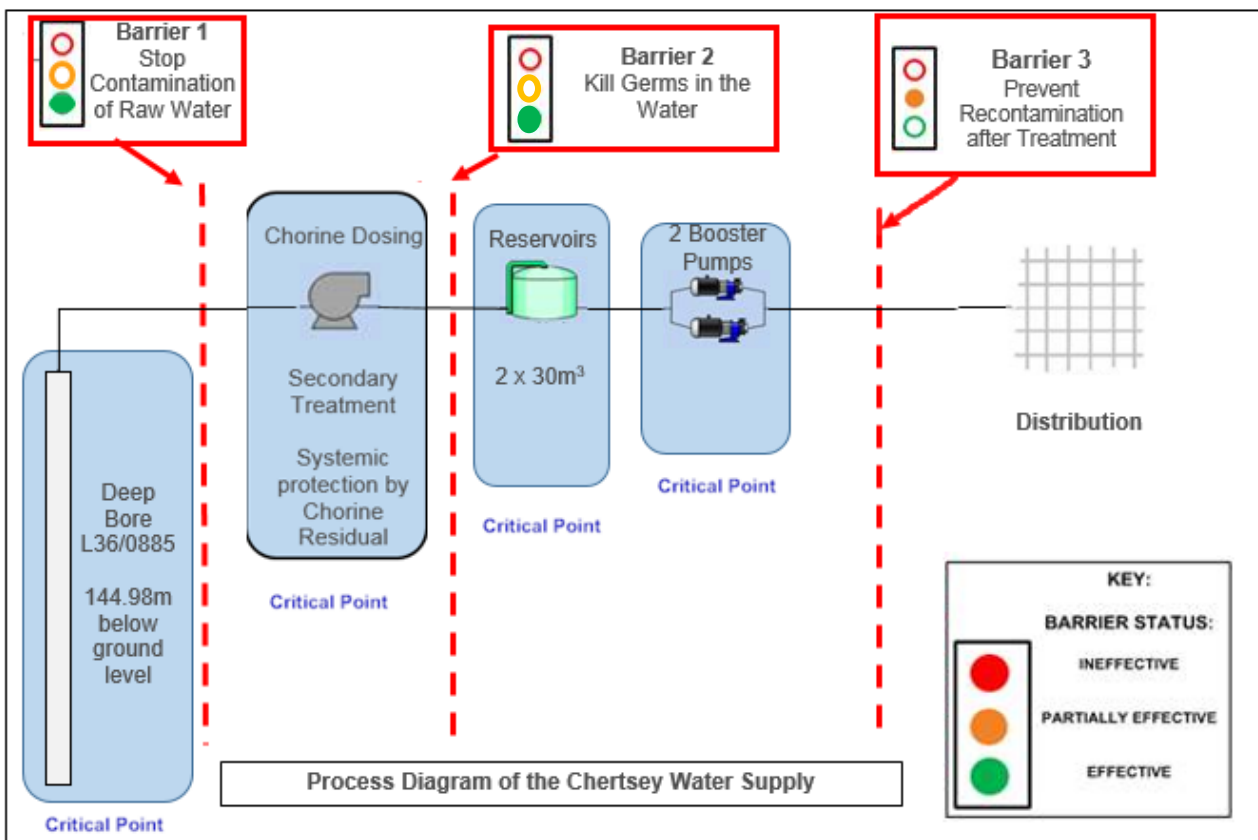 Barrier 1
Stop
Contamination
of Raw Water
Barrier 2
Kill Germs in the
Water
Barrier 3
Prevent
Recontamination
after Treatment
Chorine Dosing
Secondary
Treatment
Systemic
protection by
Chorine
Residual
Critical Point
Reservoirs
2 x 30m³
Critical Point
2 Booster
Pumps
Critical Point
Distribution
Deep
Bore
L36/0885
144.98m
below
ground
level
Critical Point
KEY:
BARRIER STATUS:
INEFFECTIVE
PARTIALLY EFFECTIVE
EFFECTIVE
Process Diagram of the Chertsey Water Supply